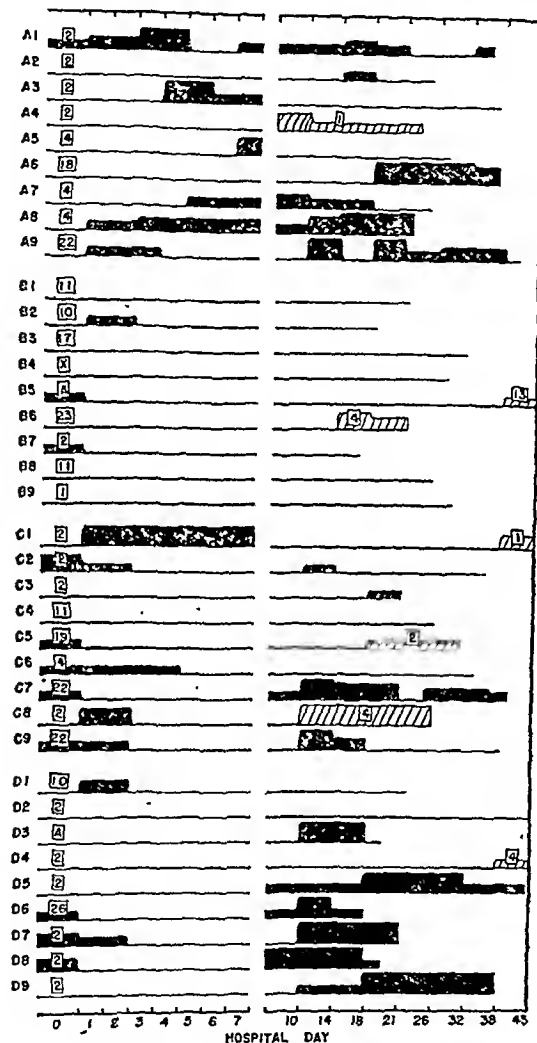 A1 2
A2 2
A3 2
A4 2 1
A5 4
A6 18
A7 4
A8 4
A9 22
B1 11
B2 10
B3 17
B4 X
B5 A 13
B6 23 4
B7 2
B8 11
B9 1
C1 2 1
C2 2
C3 2
C4 11
C5 19 2
C6 4
C7 22
C8 2
C9 22
D1 10
D2 2
D3 A
D4 2 4
D5 2
D6 26
D7 2
D8 2
D9 2
0 1 2 3 4 5 6 7 10 14 18 21 26 32 38 45
HOSPITAL DAY